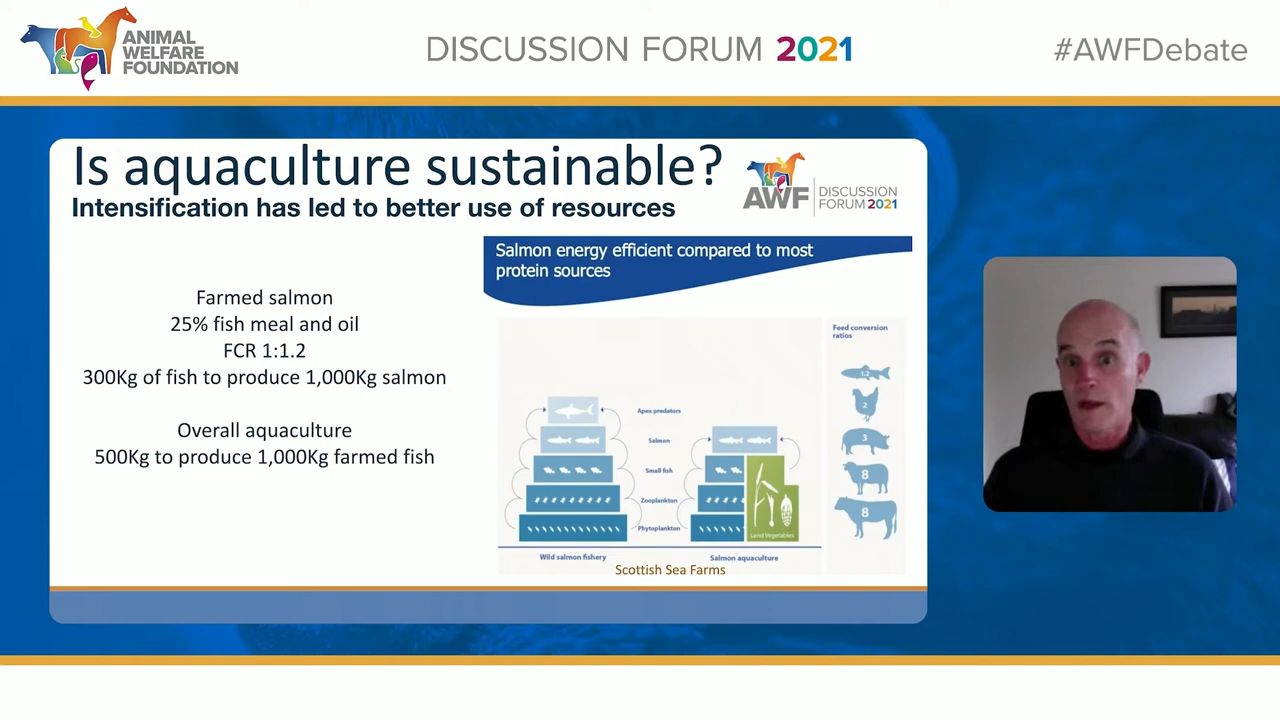 ANIMAL
WELFARE
FOUNDATION
DISCUSSION FORUM 2021
#AWFDebate
Is aquaculture sustainable?
Intensification has led to better use of resources
AWF
DISCUSSION
FORUM 2021
Farmed salmon
25% fish meal and oil
FCR 1:1.2
300Kg of fish to produce 1,000Kg salmon
Overall aquaculture
500Kg to produce 1,000Kg farmed fish
Salmon energy efficient compared to most
protein sources
Apex predators
Salmon
Small fish
Zooplankton
Phytoplankton
Land Vegetables
Wild salmon fishery
Salmon aquaculture
Feed conversion
ratios
1.2
2
3
8
8
Scottish Sea Farms